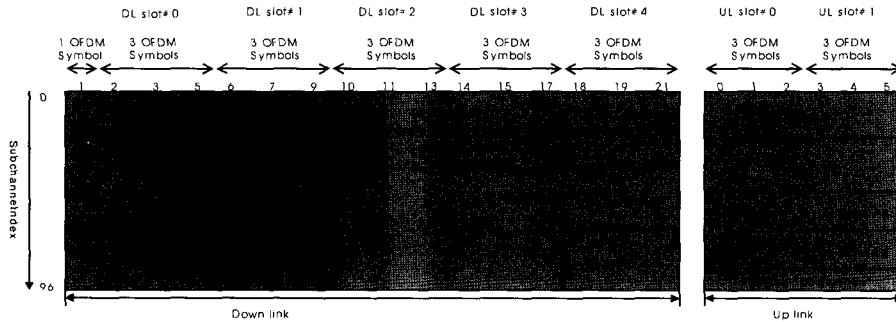 DL slot# 0 DL slot# 1 DL slot# 2 DL slot# 3 DL slot# 4 UL slot# 0 UL slot# 1
1 OFDM Symbol 3 OFDM Symbols 3 OFDM Symbols 3 OFDM Symbols 3 OFDM Symbols 3 OFDM Symbols 3 OFDM Symbols 3 OFDM Symbols
1 2 3 5 6 7 9 10 11 13 14 15 17 18 19 21 0 1 2 3 4 5
0
SubchannelIndex
96
Down link Up link